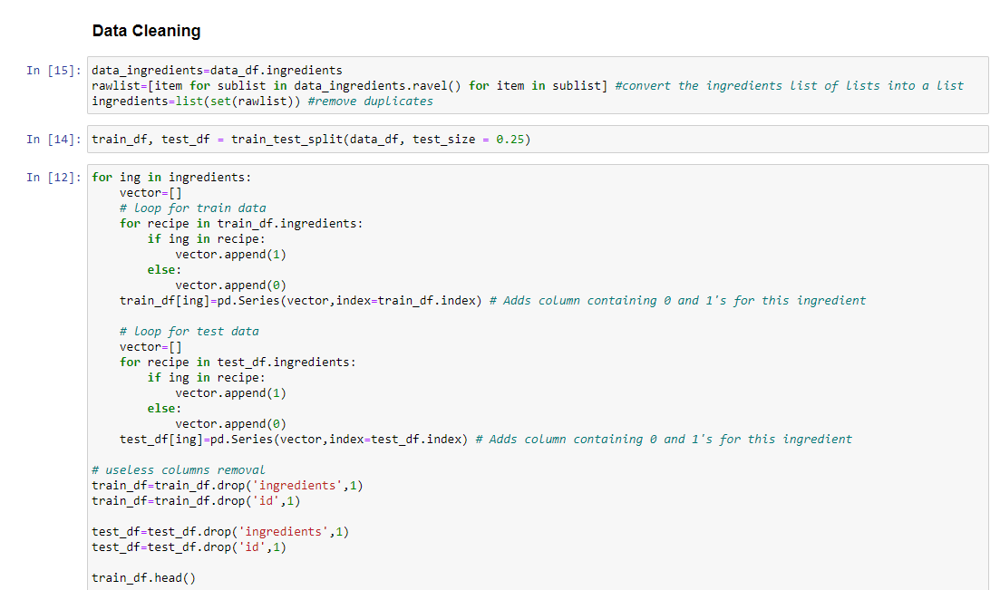 Data Cleaning
In [15]: data_ingredients=data_df.ingredients
rawlist=[item for sublist in data_ingredients.ravel() for item in sublist] #convert the ingredients list of lists into a list
ingredients=list(set(rawlist)) #remove duplicates
In [14]: train_df, test_df = train_test_split(data_df, test_size = 0.25)
In [12]: for ing in ingredients:
    vector=[]
    # loop for train data
    for recipe in train_df.ingredients:
        if ing in recipe:
            vector.append(1)
        else:
            vector.append(0)
    train_df[ing]=pd.Series(vector,index=train_df.index) # Adds column containing 0 and 1's for this ingredient
    # loop for test data
    vector=[]
    for recipe in test_df.ingredients:
        if ing in recipe:
            vector.append(1)
        else:
            vector.append(0)
    test_df[ing]=pd.Series(vector,index=test_df.index) # Adds column containing 0 and 1's for this ingredient
# useless columns removal
train_df=train_df.drop('ingredients',1)
train_df=train_df.drop('id',1)
test_df=test_df.drop('ingredients',1)
test_df=test_df.drop('id',1)
train_df.head()